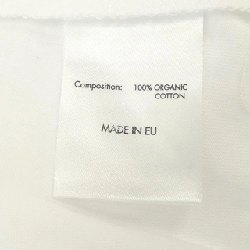 Composition: 100% ORGANIC
COTTON.
MADE IN EU